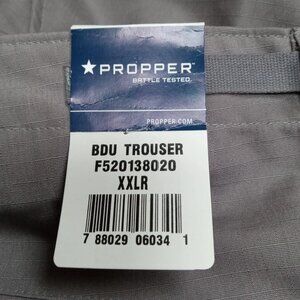 ★PROPPER
BATTLE TESTED.
PROPPER.COM
BDU TROUSER
F520138020
XXLR
7 88029 06034 1